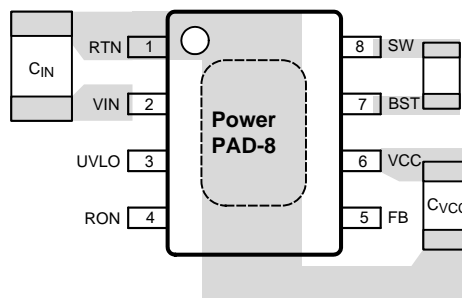 RTN 1 8 SW
CIN
VIN 2 7 BST
Power
PAD-8
UVLO 3 6 VCC
RON 4 5 FB
CVCC